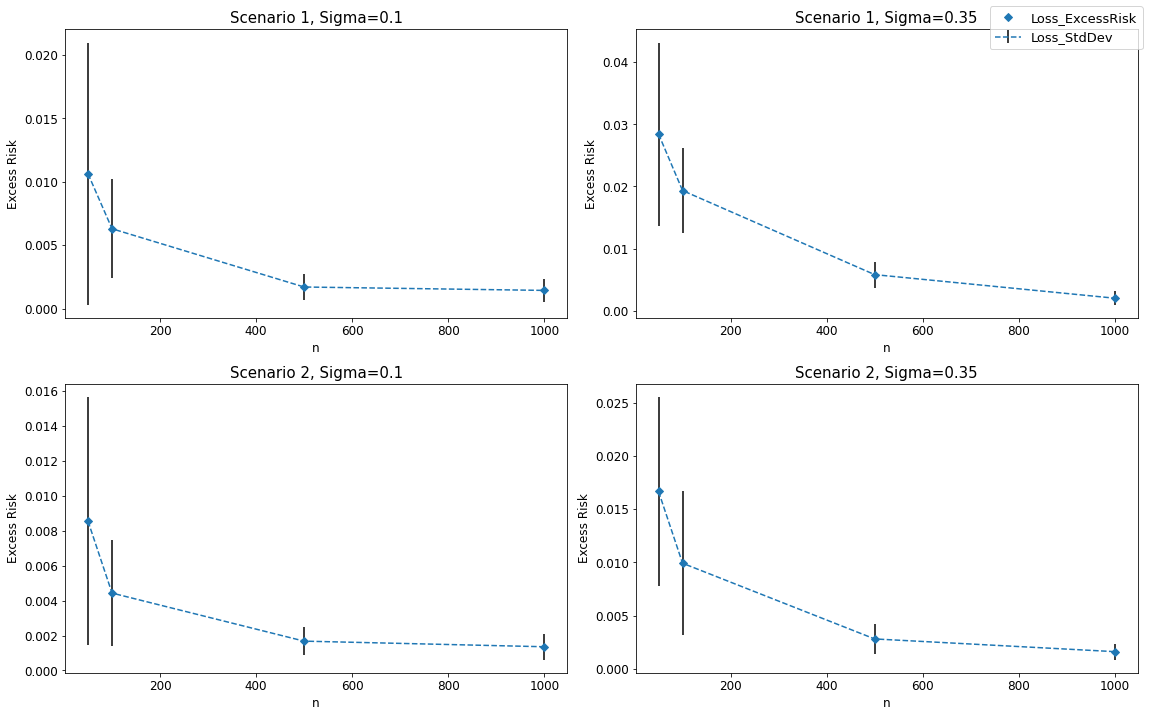 Scenario 1, Sigma=0.1
0.020
0.015
0.010
0.005
0.000
Excess Risk
200 400 600 800 1000
n
Scenario 1, Sigma=0.35
Loss_ExcessRisk
Loss_StdDev
0.04
0.03
0.02
0.01
0.00
Excess Risk
200 400 600 800 1000
n
Scenario 2, Sigma=0.1
0.016
0.014
0.012
0.010
0.008
0.006
0.004
0.002
0.000
Excess Risk
200 400 600 800 1000
n
Scenario 2, Sigma=0.35
0.025
0.020
0.015
0.010
0.005
0.000
Excess Risk
200 400 600 800 1000
n